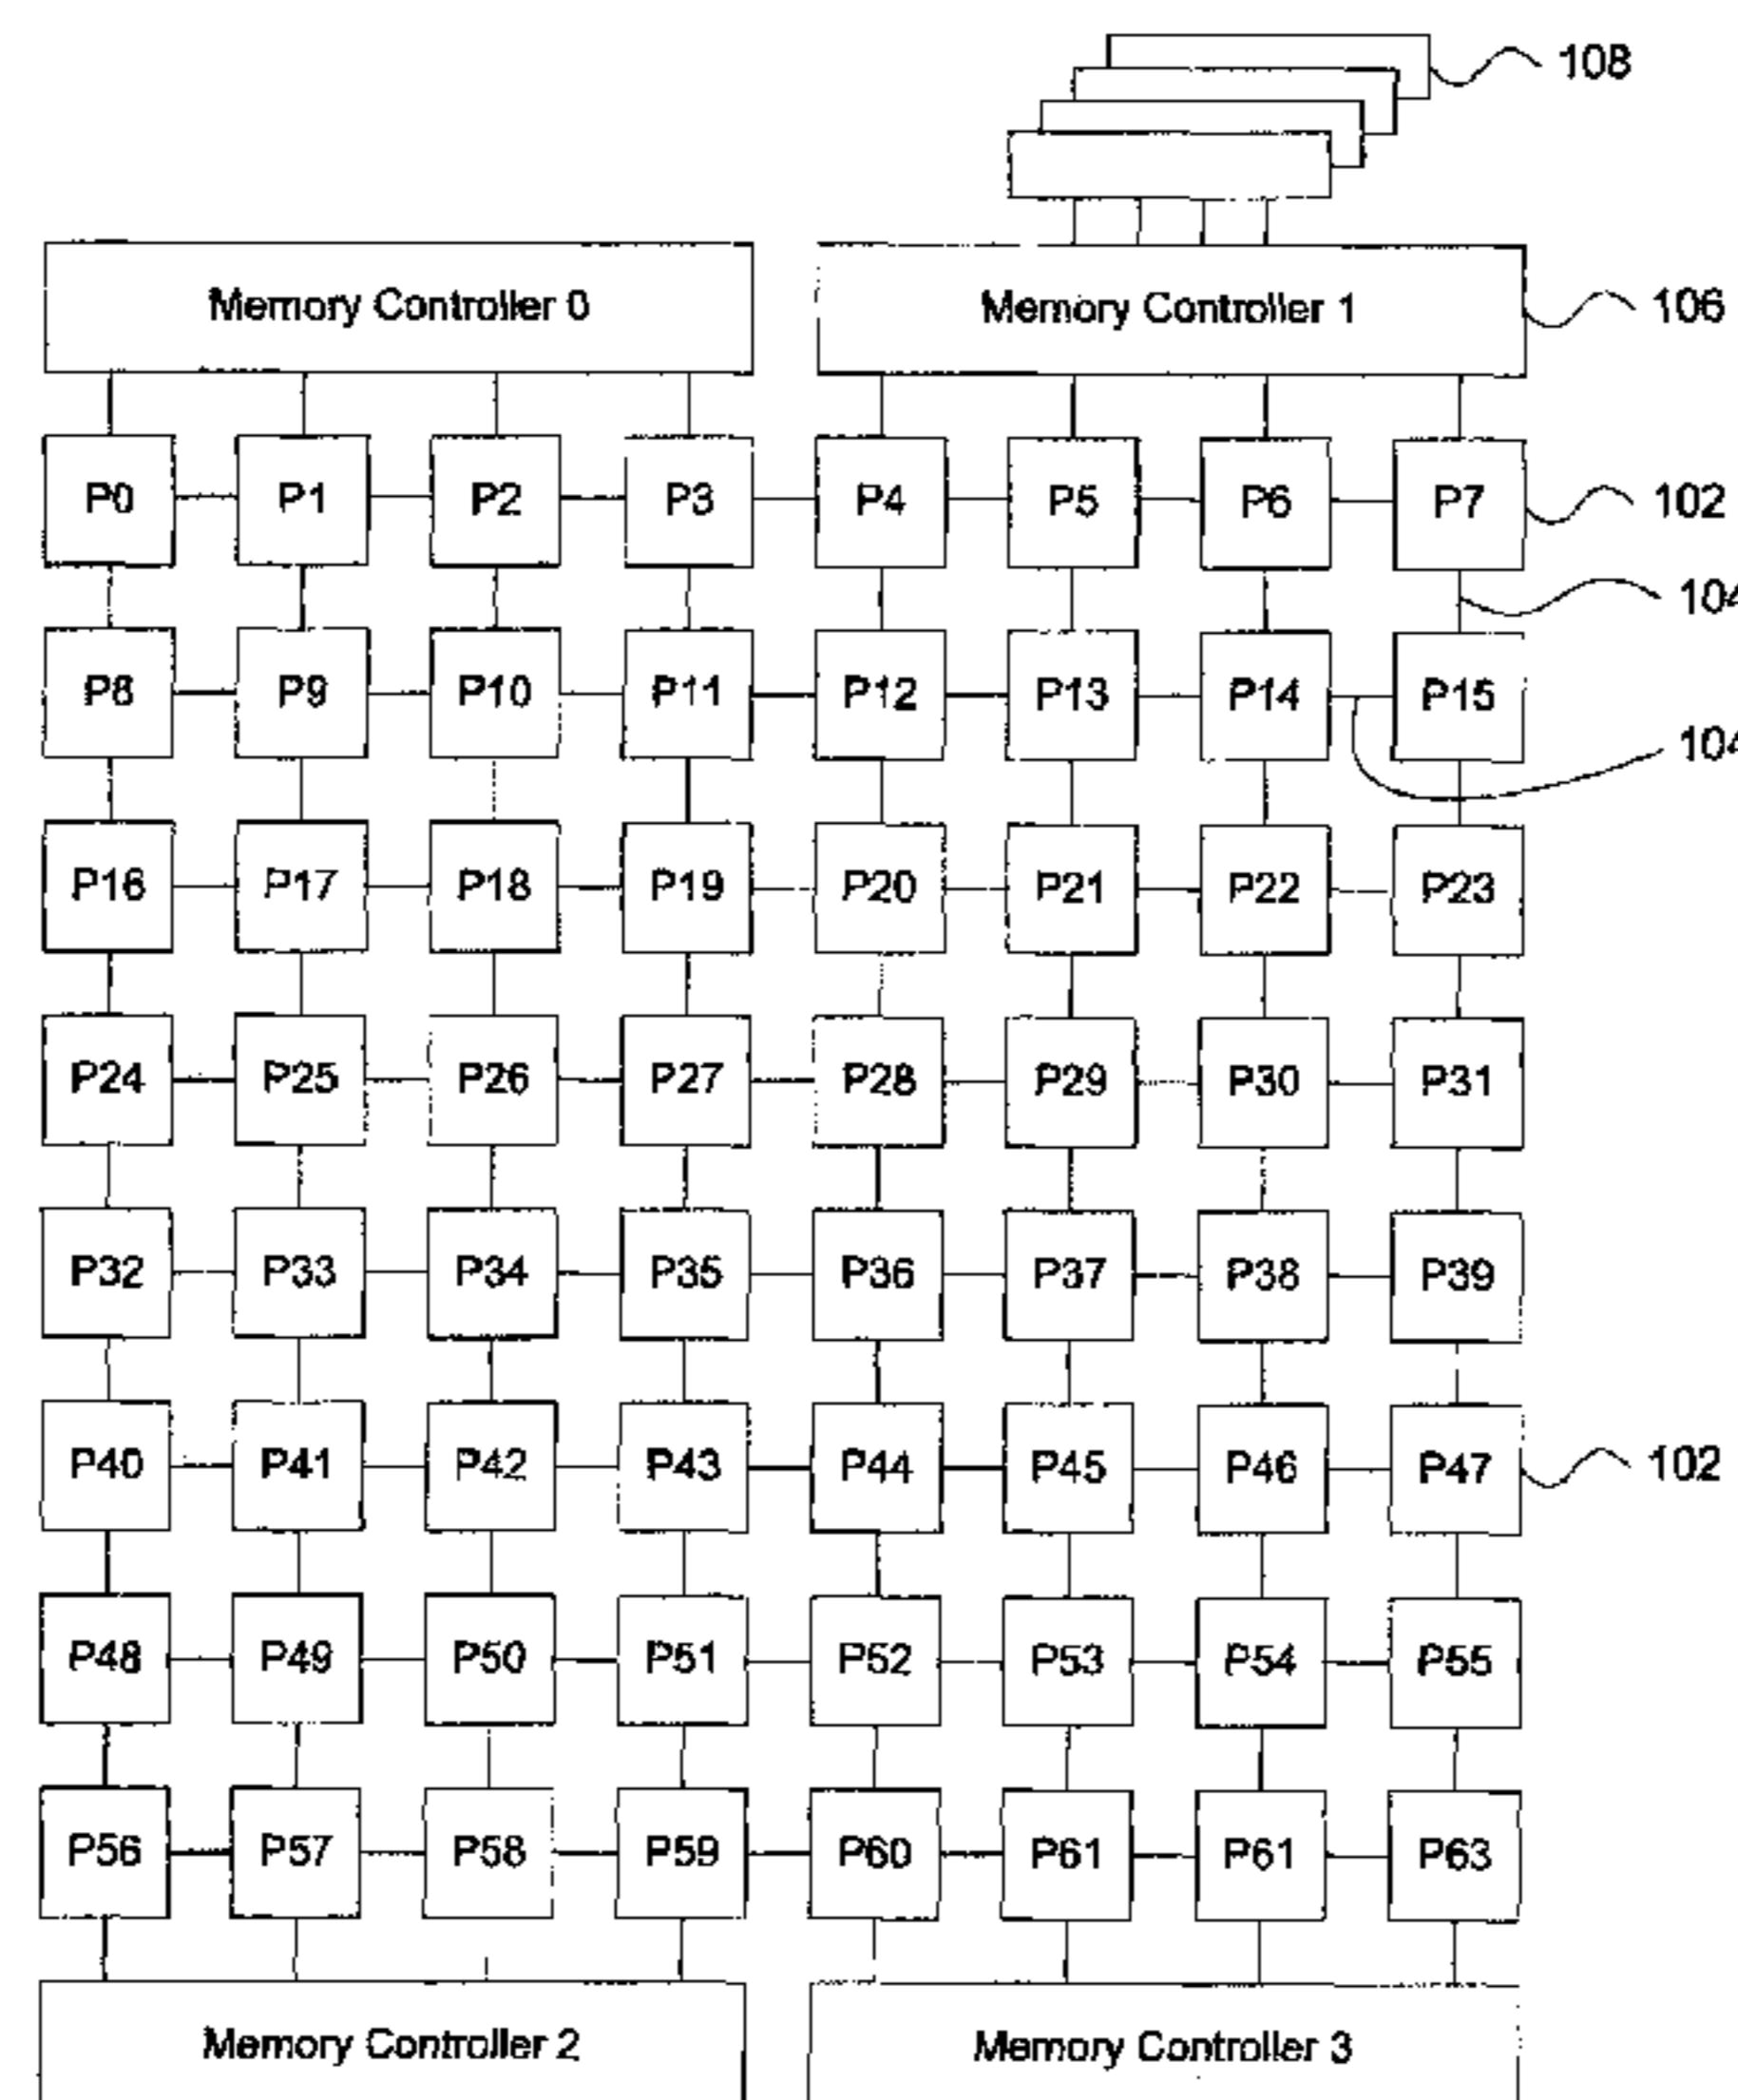 108
Memory Controller 0 Memory Controller 1 106
P0 P1 P2 P3 P4 P5 P6 P7 102
104
P8 P9 P10 P11 P12 P13 P14 P15
104
P16 P17 P18 P19 P20 P21 P22 P23
P24 P25 P26 P27 P28 P29 P30 P31
P32 P33 P34 P35 P36 P37 P38 P39
P40 P41 P42 P43 P44 P45 P46 P47 102
P48 P49 P50 P51 P52 P53 P54 P55
P56 P57 P58 P59 P60 P61 P61 P63
Memory Controller 2 Memory Controller 3